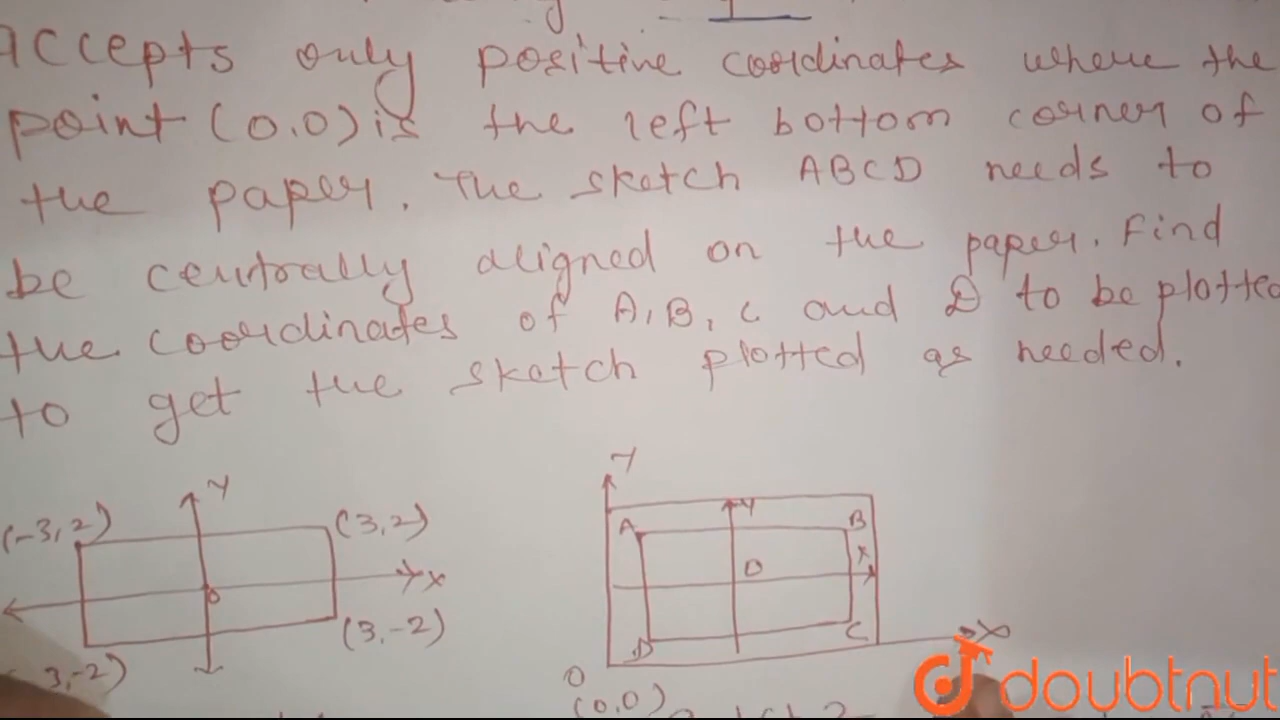 Accepts only positive coordinates where the
point (0.0) is the left bottom corner of
the paper. The sketch ABCD needs to
be centrally aligned on the paper. Find
the coordinates of A, B, C and D to be plotted
to get the sketch plotted as needed.
Y
(-3,2)
(3,2)
X
O
(3,-2)
3,-2)
Y
Y
A
B
X
O
D
C
X
O
(0,0)
doubtnut